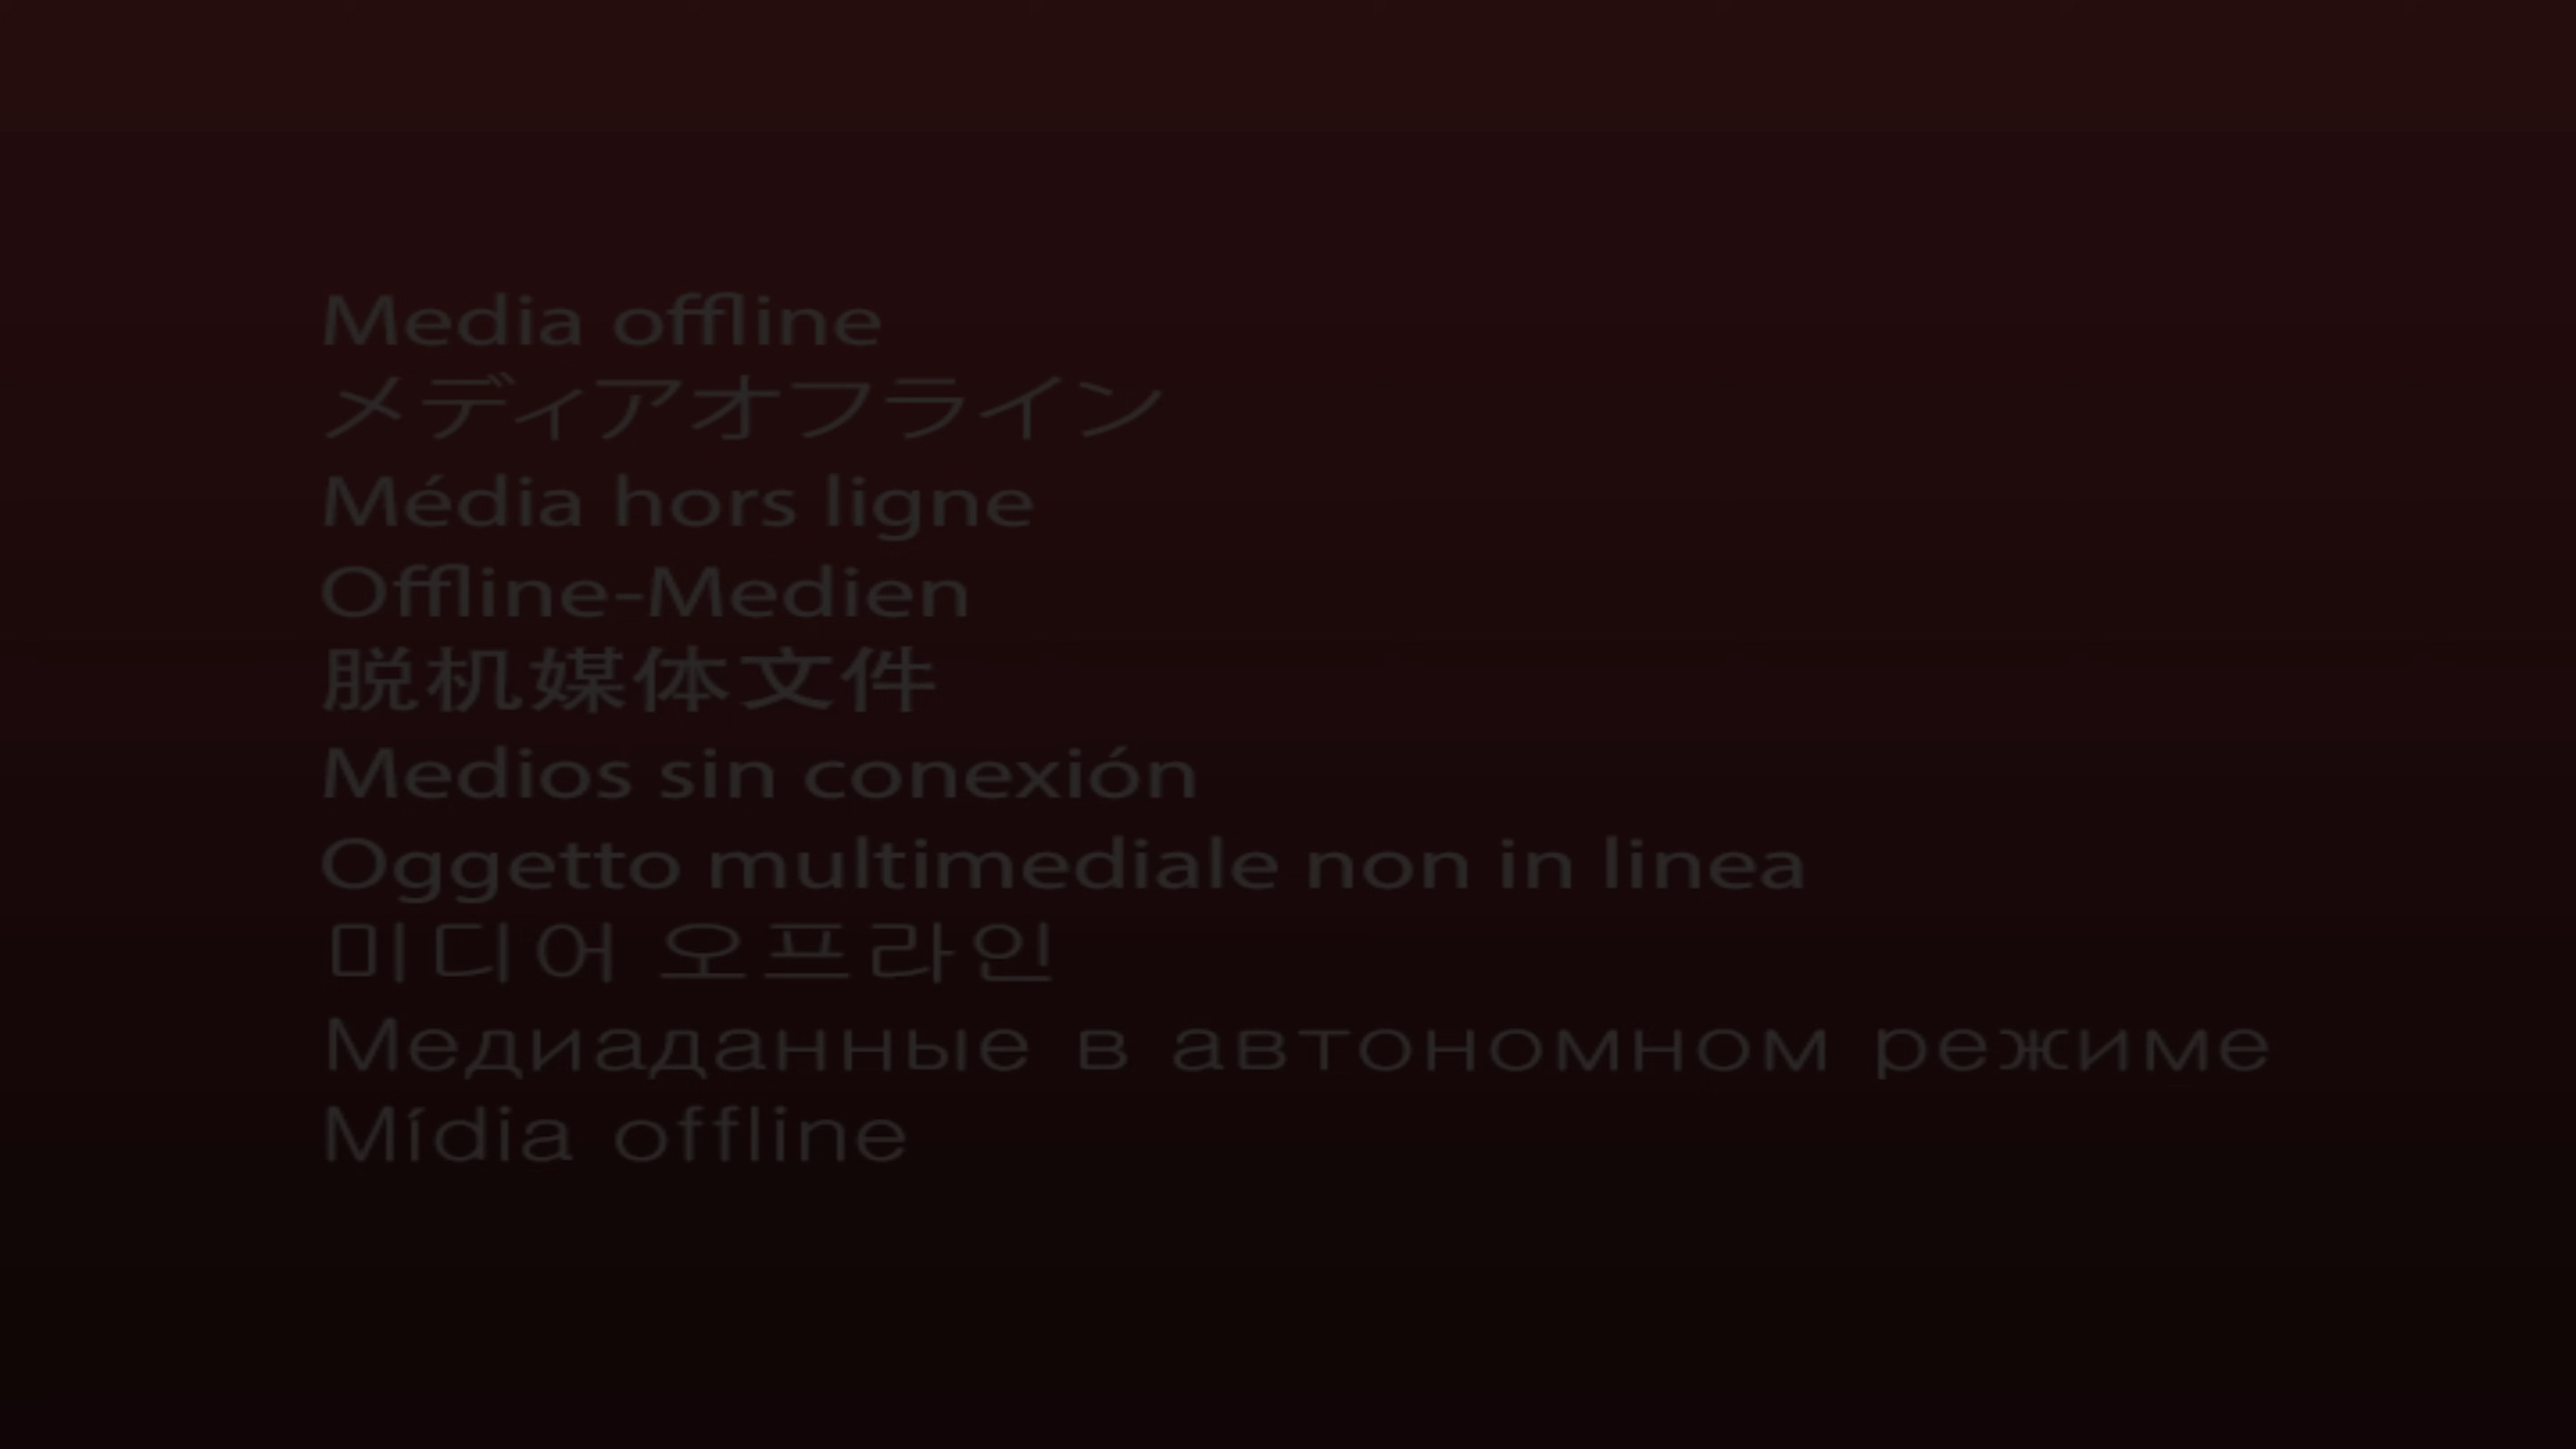 Media offline
メディアオフライン
Média hors ligne
Offline-Medien
脱机媒体文件
Medios sin conexión
Oggetto multimediale non in linea
미디어 오프라인
Медиаданные в автономном режиме
Mídia offline